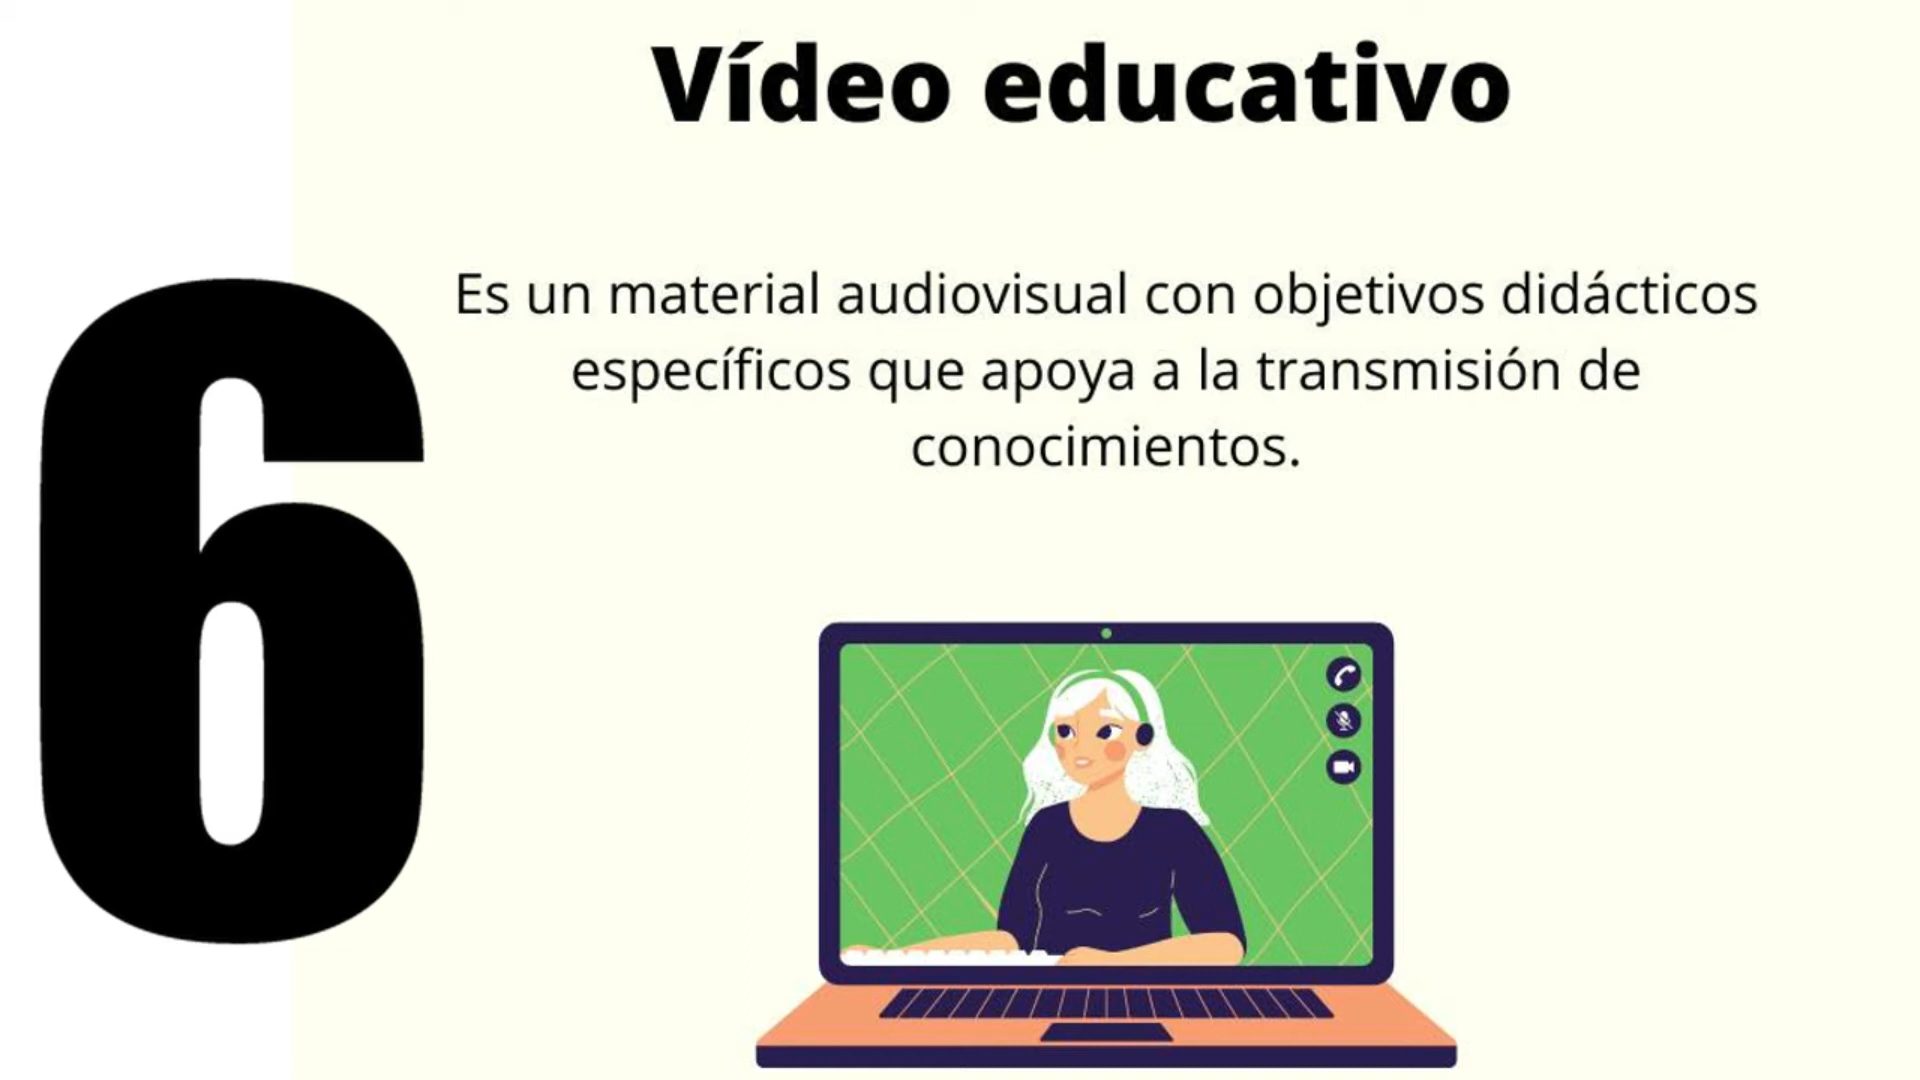 Vídeo educativo
6
Es un material audiovisual con objetivos didácticos
específicos que apoya a la transmisión de
conocimientos.